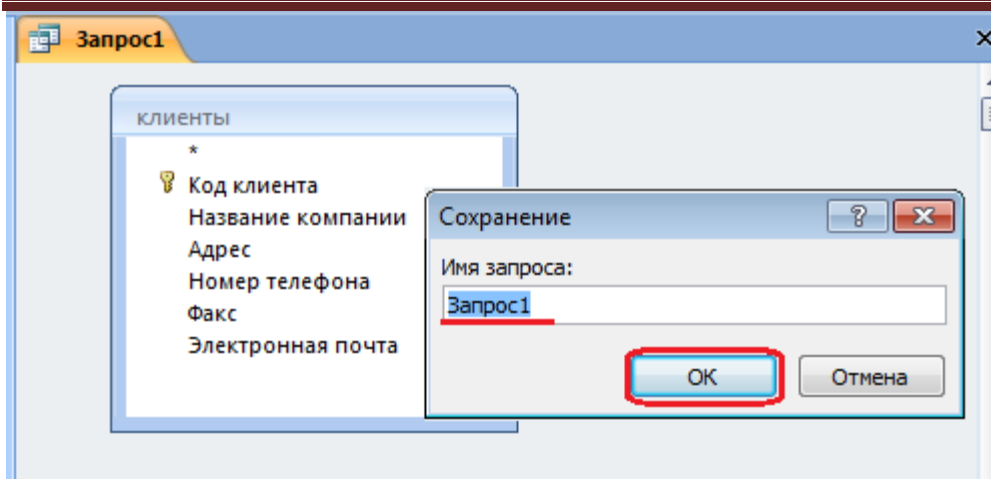 Запрос1
клиенты
*
Код клиента
Название компании
Адрес
Номер телефона
Факс
Электронная почта
Сохранение
Имя запроса:
Запрос1
ОК
Отмена